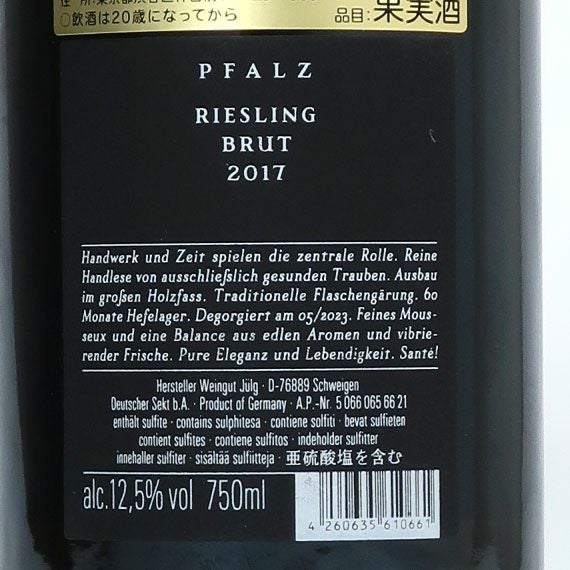 ○飲酒は20歳になってから
品目:果実酒
PFALZ
RIESLING
BRUT
2017
Handwerk und Zeit spielen die zentrale Rolle. Reine
Handlese von ausschließlich gesunden Trauben. Ausbau
im großen Holzfass. Traditionelle Flaschengärung. 60
Monate Hefelager. Degorgiert am 05/2023. Feines Mous-
seux und eine Balance aus edlen Aromen und vibrie-
render Frische. Pure Eleganz und Lebendigkeit. Santé!
Hersteller Weingut Jülg · D-76889 Schweigen
Deutscher Sekt b.A. · Product of Germany · A.P.-Nr. 5 066 065 66 21
enthält sulfite · contains sulphitesa · contiene solfiti · bevat sulfieten
contient sulfites · contiene sulfitos · indeholder sulfitter
innehaller sulfiter · sisältää sulfiitteja · 亜硫酸塩を含む
alc.12,5% vol 750ml
4 260635 610661